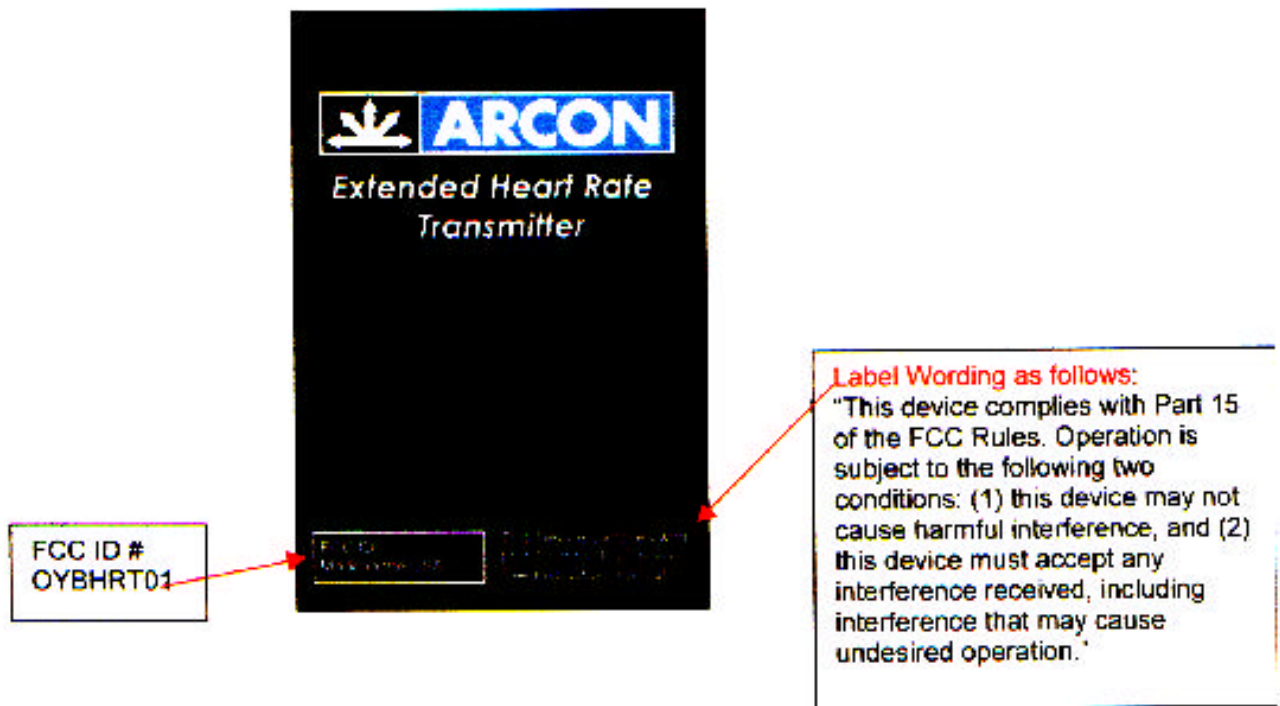 ARCON
Extended Heart Rate
Transmitter
Label Wording as follows:
"This device complies with Part 15
of the FCC Rules. Operation is
subject to the following two
conditions: (1) this device may not
cause harmful interference, and (2)
this device must accept any
interference received, including
interference that may cause
undesired operation."
FCC ID #
OYBHRT01